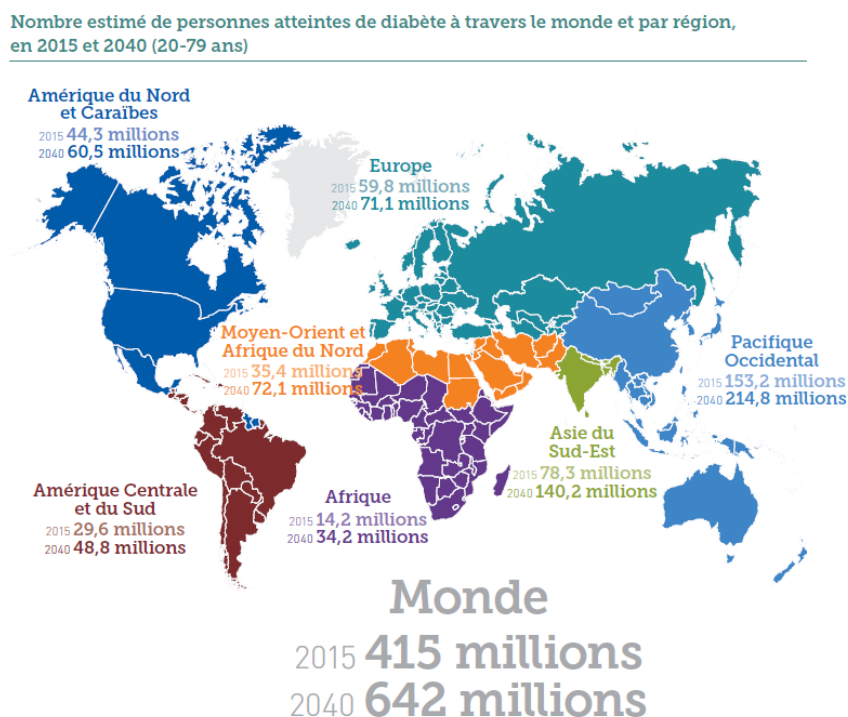 Nombre estimé de personnes atteintes de diabète à travers le monde et par région,
en 2015 et 2040 (20-79 ans)
Amérique du Nord
et Caraïbes
2015 44,3 millions
2040 60,5 millions
Europe
2015 59,8 millions
2040 71,1 millions
Moyen-Orient et
Afrique du Nord
2015 35,4 millions
2040 72,1 millions
Pacifique
Occidental
2015 153,2 millions
2040 214,8 millions
Asie du
Sud-Est
2015 78,3 millions
2040 140,2 millions
Amérique Centrale
et du Sud
2015 29,6 millions
2040 48,8 millions
Afrique
2015 14,2 millions
2040 34,2 millions
Monde
2015 415 millions
2040 642 millions